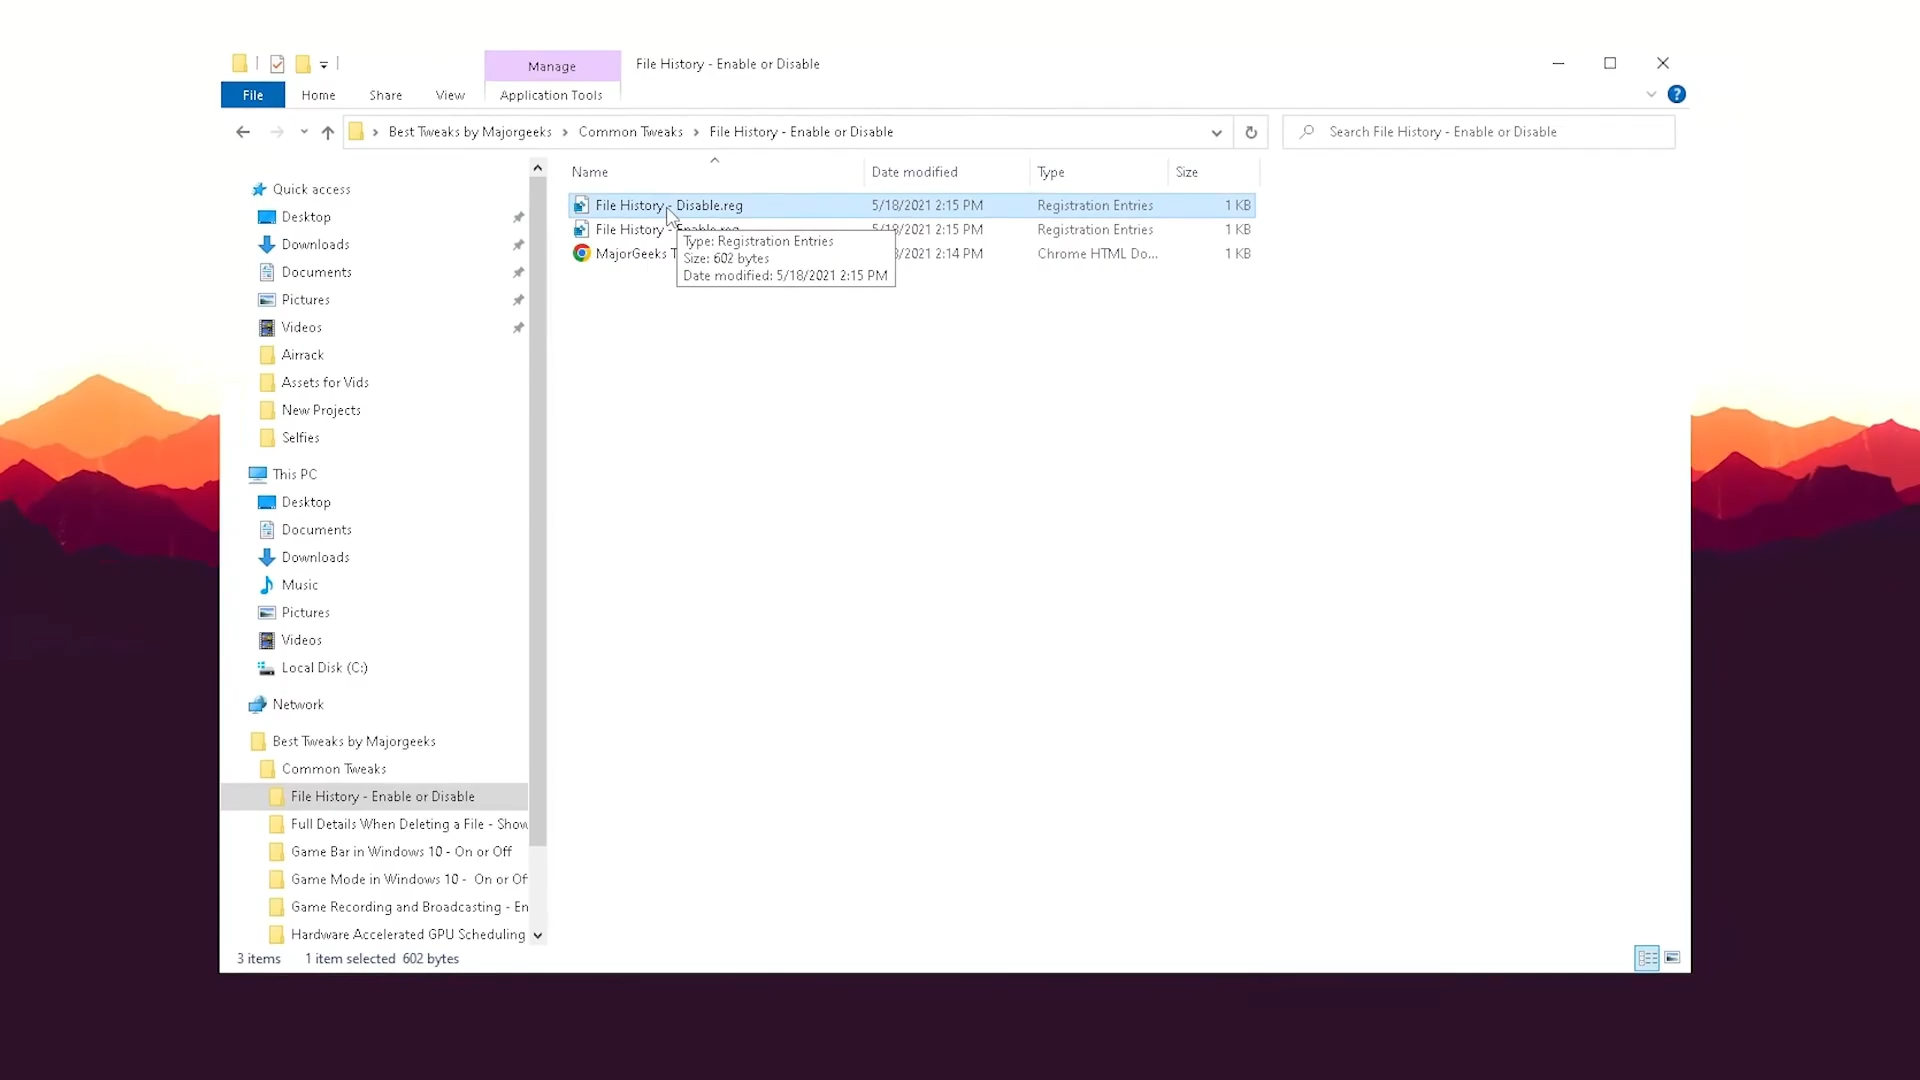 Manage
File History - Enable or Disable
File
Home
Share
View
Application Tools
Best Tweaks by Majorgeeks
Common Tweaks
File History - Enable or Disable
Search File History - Enable or Disable
Name
Date modified
Type
Size
File History - Disable.reg
5/18/2021 2:15 PM
Registration Entries
1 KB
File History - Enable.reg
5/18/2021 2:15 PM
Registration Entries
1 KB
MajorGeeks T
8/2021 2:14 PM
Chrome HTML Do...
1 KB
Type: Registration Entries
Size: 602 bytes
Date modified: 5/18/2021 2:15 PM
Quick access
Desktop
Downloads
Documents
Pictures
Videos
Airrack
Assets for Vids
New Projects
Selfies
This PC
Desktop
Documents
Downloads
Music
Pictures
Videos
Local Disk (C:)
Network
Best Tweaks by Majorgeeks
Common Tweaks
File History - Enable or Disable
Full Details When Deleting a File - Show
Game Bar in Windows 10 - On or Off
Game Mode in Windows 10 - On or Of
Game Recording and Broadcasting - En
Hardware Accelerated GPU Scheduling
3 items
1 item selected 602 bytes